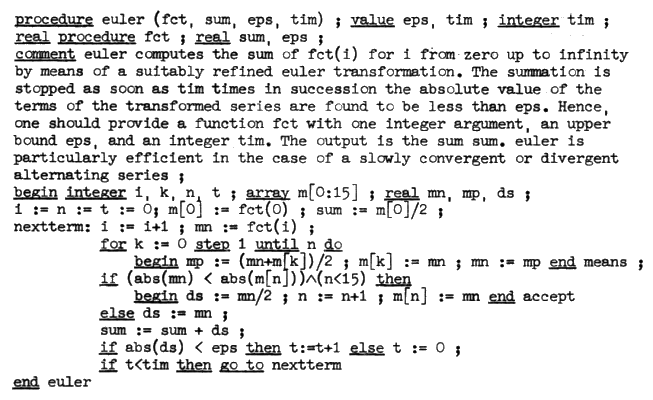 procedure euler (fct, sum, eps, tim) ; value eps, tim ; integer tim ;
real procedure fct ; real sum, eps ;
comment euler computes the sum of fct(i) for i from zero up to infinity
by means of a suitably refined euler transformation. The summation is
stopped as soon as tim times in succession the absolute value of the
terms of the transformed series are found to be less than eps. Hence,
one should provide a function fct with one integer argument, an upper
bound eps, and an integer tim. The output is the sum sum. euler is
particularly efficient in the case of a slowly convergent or divergent
alternating series ;
begin integer i, k, n, t ; array m[0:15] ; real mn, mp, ds ;
i := n := t := 0; m[0] := fct(0) ; sum := m[0]/2 ;
nextterm: i := i+1 ; mn := fct(i) ;
for k := 0 step 1 until n do
begin mp := (mn+m[k])/2 ; m[k] := mn ; mn := mp end means ;
if (abs(mn) < abs(m[n]))∧(n<15) then
begin ds := mn/2 ; n := n+1 ; m[n] := mn end accept
else ds := mn ;
sum := sum + ds ;
if abs(ds) < eps then t:=t+1 else t := 0 ;
if t<tim then go to nextterm
end euler